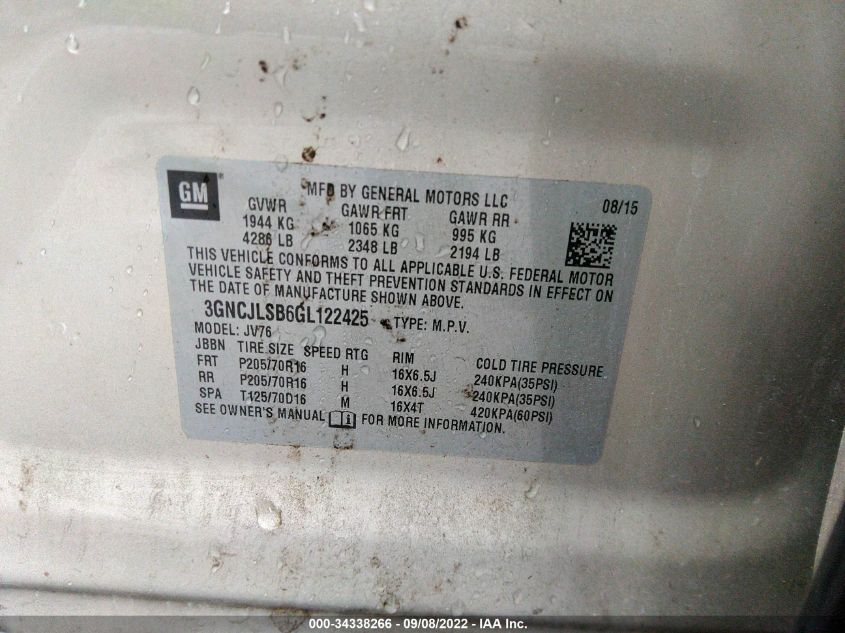 GM®
MFD BY GENERAL MOTORS LLC
08/15
GVWR GAWR FRT GAWR RR
1944 KG 1065 KG 995 KG
4286 LB 2348 LB 2194 LB
THIS VEHICLE CONFORMS TO ALL APPLICABLE U.S. FEDERAL MOTOR
VEHICLE SAFETY AND THEFT PREVENTION STANDARDS IN EFFECT ON
THE DATE OF MANUFACTURE SHOWN ABOVE.
3GNCJLSB6GL122425 TYPE: M.P.V.
MODEL: JV76
JBBN TIRE SIZE SPEED RTG RIM COLD TIRE PRESSURE
FRT P205/70R16 H 16X6.5J 240KPA(35PSI)
RR P205/70R16 H 16X6.5J 240KPA(35PSI)
SPA T125/70D16 M 16X4T 420KPA(60PSI)
SEE OWNER'S MANUAL i FOR MORE INFORMATION.
000-34338266 - 09/08/2022 - IAA Inc.